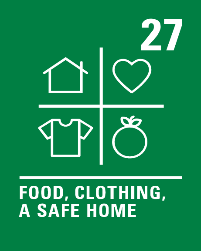 27
FOOD, CLOTHING,
A SAFE HOME